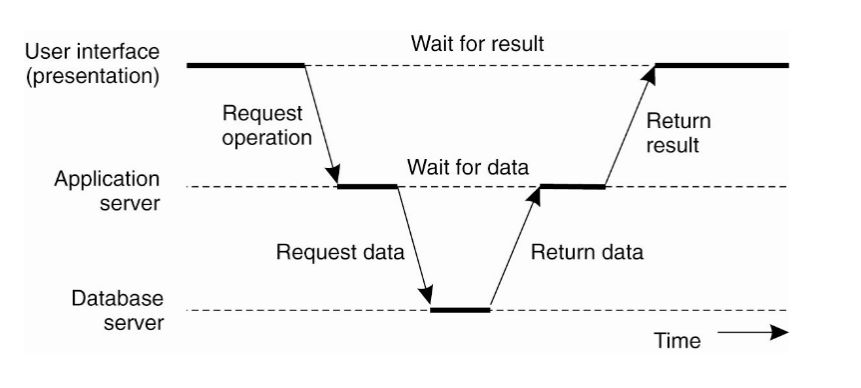 Wait for result
User interface
(presentation)
Request
operation
Return
result
Wait for data
Application
server
Request data
Return data
Database
server
Time